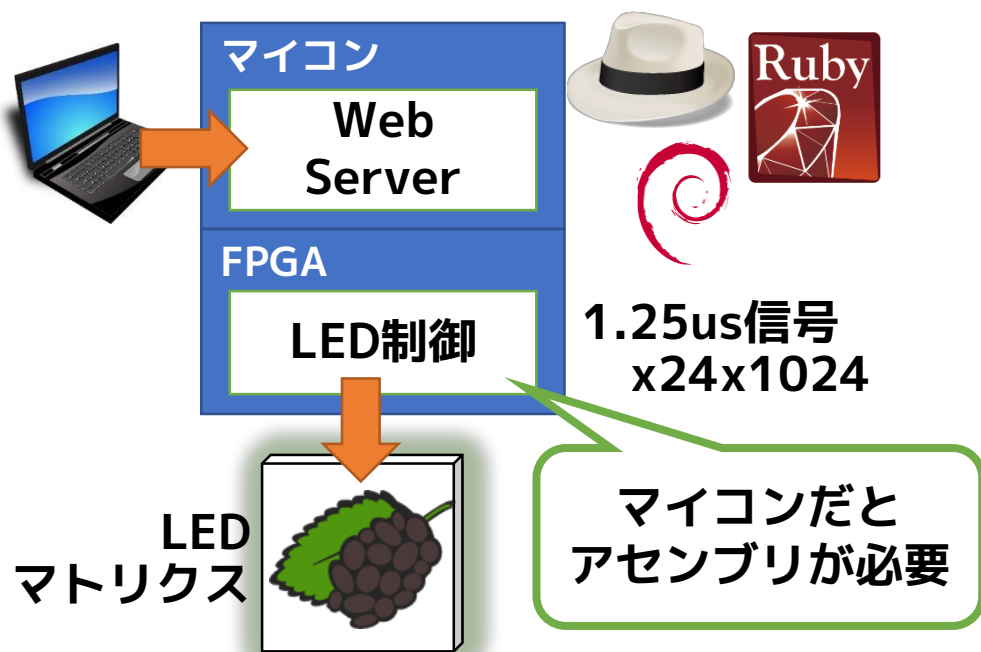 マイコン
Web
Server
Ruby
FPGA
LED制御
1.25us信号
x24x1024
マイコンだと
アセンブリが必要
LED
マトリクス